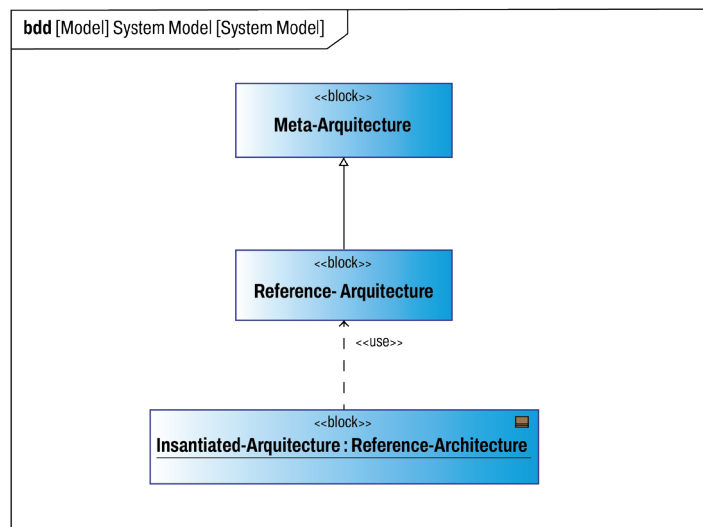 bdd [Model] System Model [System Model]
<<block>>
Meta-Arquitecture
<<block>>
Reference- Arquitecture
<<use>>
<<block>>
Insantiated-Arquitecture : Reference-Architecture